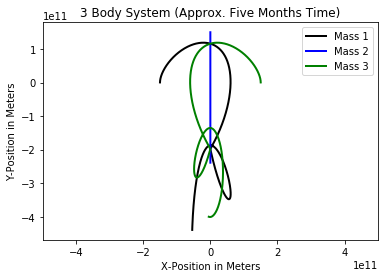 3 Body System (Approx. Five Months Time)
1e11
Mass 1
Mass 2
Mass 3
Y-Position in Meters
1
0
−1
−2
−3
−4
−4
−2
0
2
4
1e11
X-Position in Meters